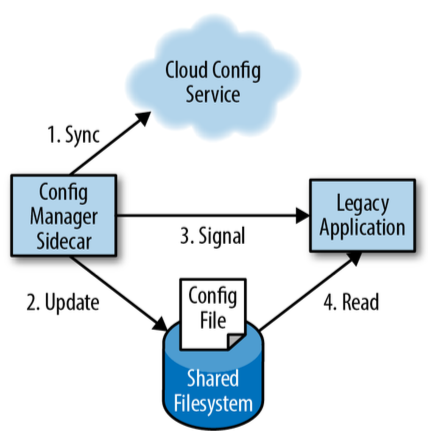 Cloud Config
Service
1. Sync
Config
Manager
Sidecar
Legacy
Application
3. Signal
2. Update
Config
File
4. Read
Shared
Filesystem